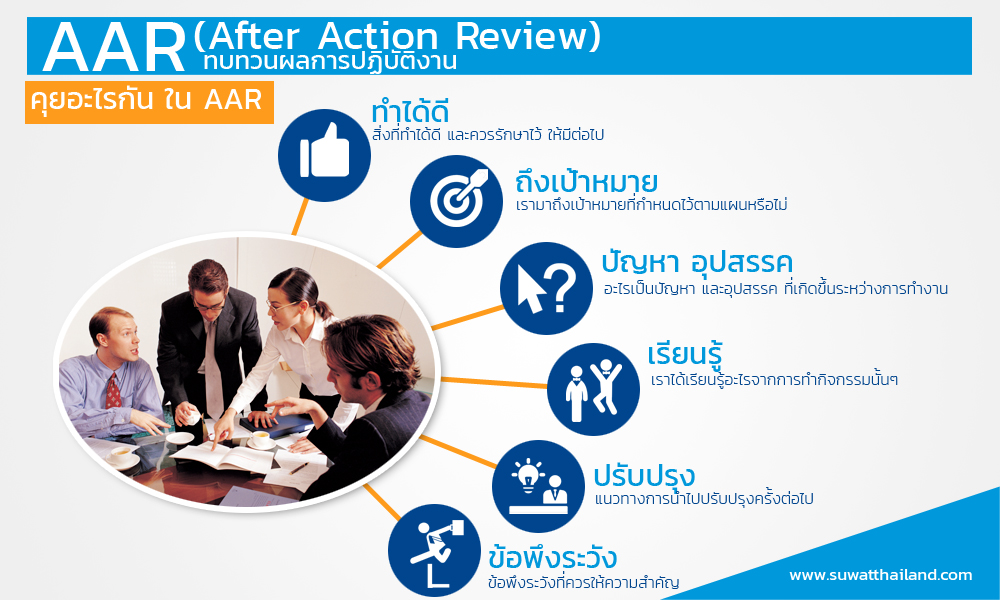 AAR (After Action Review)
ทบทวนผลการปฏิบัติงาน
คุยอะไรกัน ใน AAR
ทำได้ดี
สิ่งที่ทำได้ดี และควรรักษาไว้ ให้มีต่อไป
ถึงเป้าหมาย
เรามาถึงเป้าหมายที่กำหนดไว้ตามแผนหรือไม่
ปัญหา อุปสรรค
อะไรเป็นปัญหา และอุปสรรค ที่เกิดขึ้นระหว่างการทำงาน
เรียนรู้
เราได้เรียนรู้อะไรจากการทำกิจกรรมนั้นๆ
ปรับปรุง
แนวทางการนำไปปรับปรุงครั้งต่อไป
ข้อพึงระวัง
ข้อพึงระวังที่ควรให้ความสำคัญ
www.suwatthailand.com